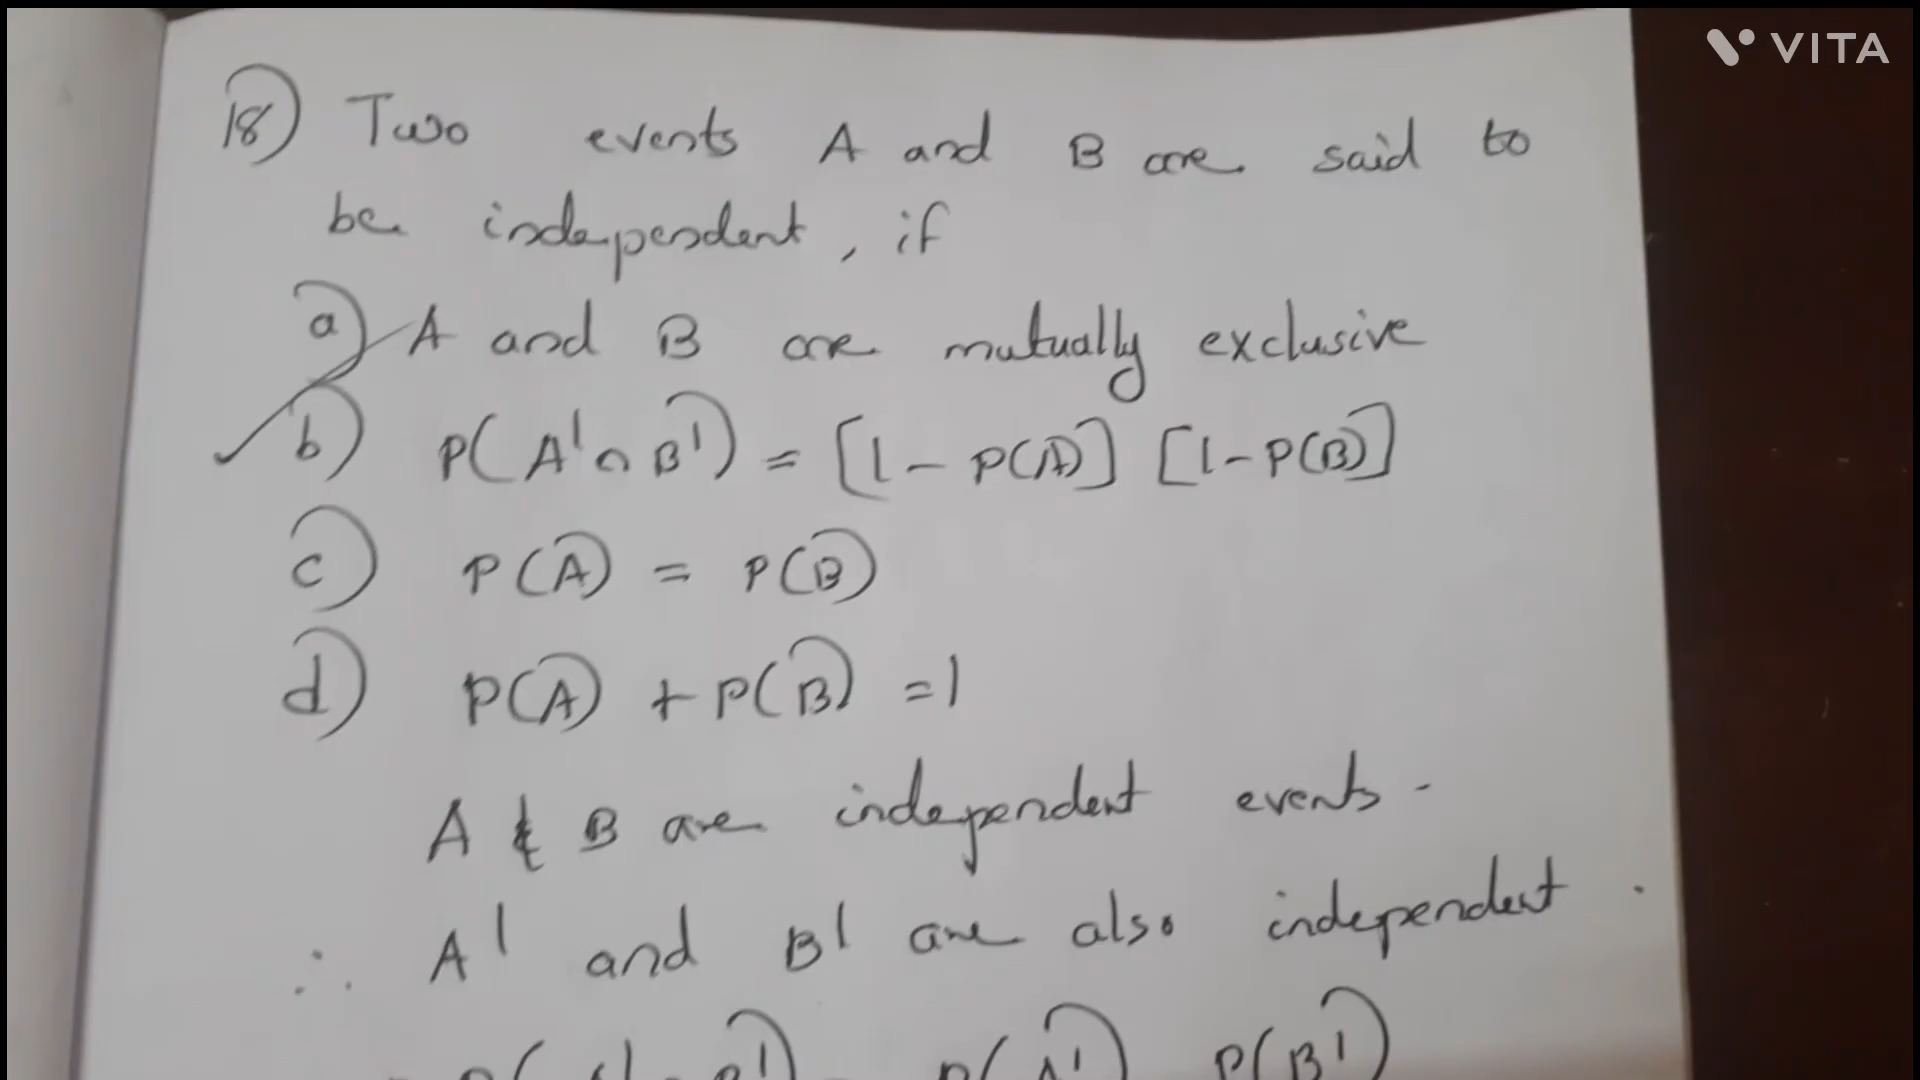 VITA
18) Two events A and B are said to
be independent, if
a) A and B are mutually exclusive
b) P(A' ∩ B') = [1 - P(A)] [1-P(B)]
c) P(A) = P(B)
d) P(A) + P(B) = 1
A & B are independent events.
∴ A' and B' are also independent.
P(A' ∩ B') = P(A') P(B')